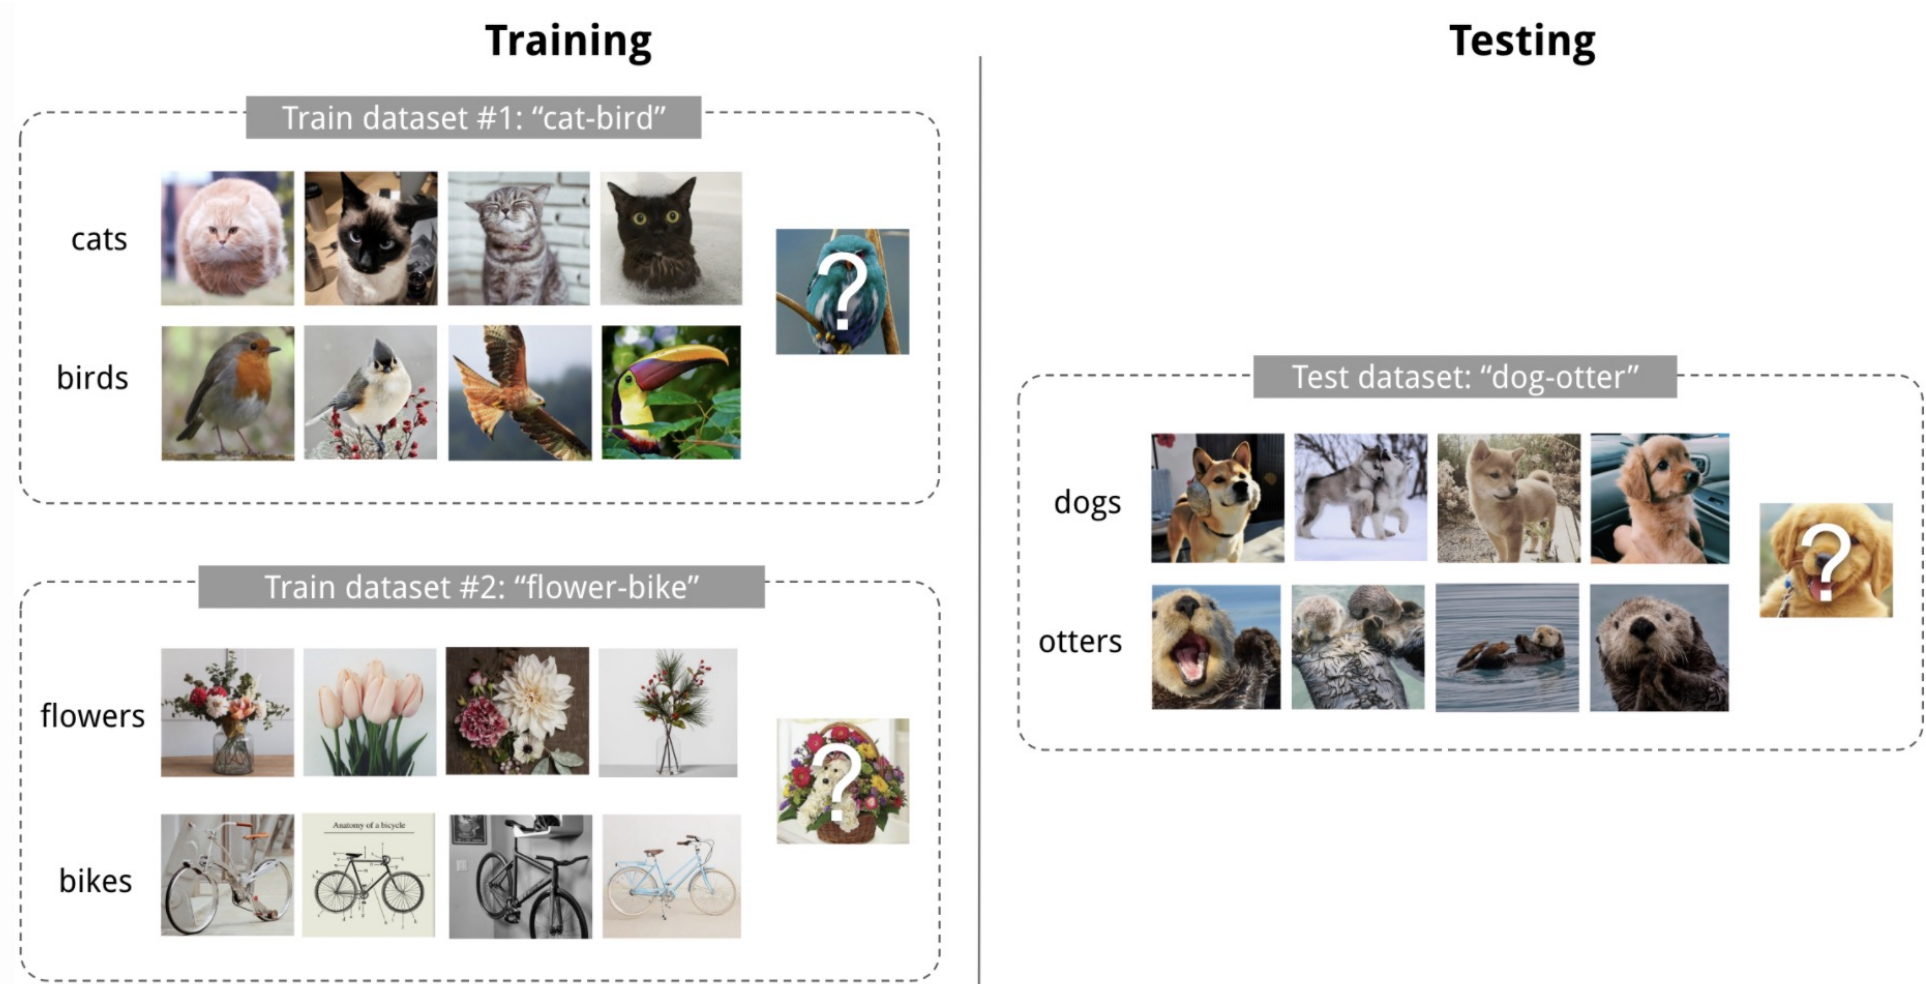 Training
Testing
Train dataset #1: “cat-bird”
cats
?
birds
Train dataset #2: “flower-bike”
flowers
?
bikes
Anatomy of a bicycle
Test dataset: “dog-otter”
dogs
?
otters